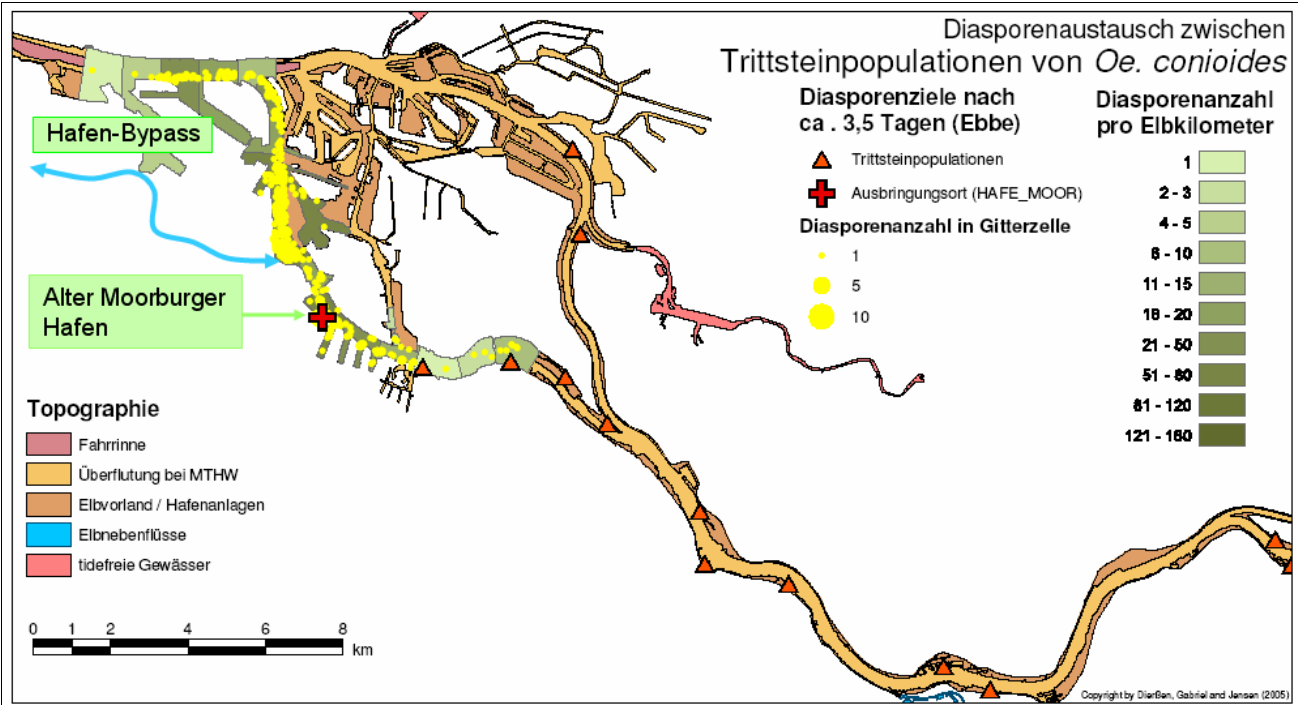 Diasporenaustausch zwischen
Trittsteinpopulationen von Oe. conioides
Diasporenziele nach
ca . 3,5 Tagen (Ebbe)
Trittsteinpopulationen
Ausbringungsort (HAFE_MOOR)
Diasporenanzahl in Gitterzelle
1
5
10
Diasporenanzahl
pro Elbkilometer
1
2 - 3
4 - 5
6 - 10
11 - 15
16 - 20
21 - 50
51 - 80
81 - 120
121 - 160
Hafen-Bypass
Alter Moorburger
Hafen
Topographie
Fahrrinne
Überflutung bei MTHW
Elbvorland / Hafenanlagen
Elbnebenflüsse
tidefreie Gewässer
0 1 2 4 6 8
km
Copyright by Dierßen, Gabriel and Jensen (2005)